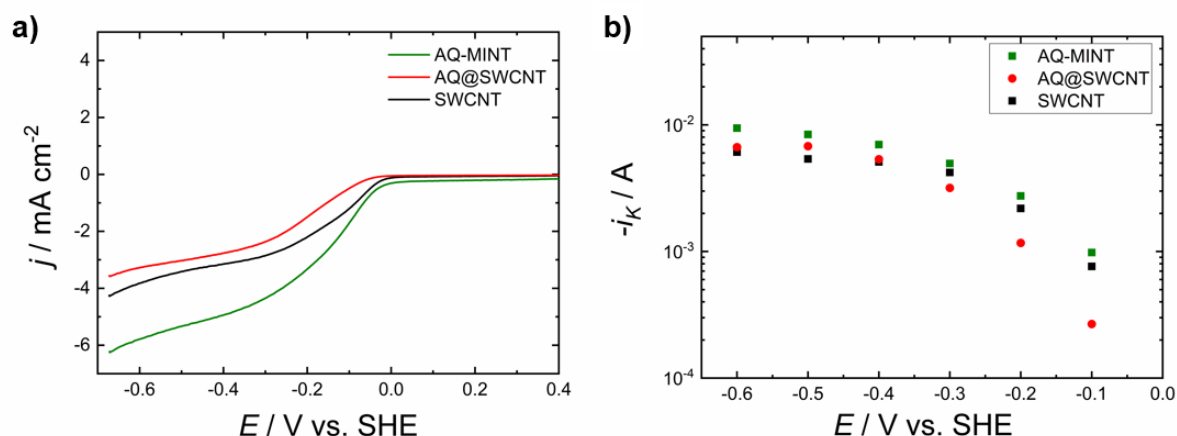 a)
AQ-MINT
AQ@SWCNT
SWCNT
4
2
0
-2
-4
-6
j / mA cm⁻²
-0.6 -0.4 -0.2 0.0 0.2 0.4
E / V vs. SHE
b)
AQ-MINT
AQ@SWCNT
SWCNT
10⁻²
10⁻³
10⁻⁴
-i_K / A
-0.6 -0.5 -0.4 -0.3 -0.2 -0.1 0.0
E / V vs. SHE